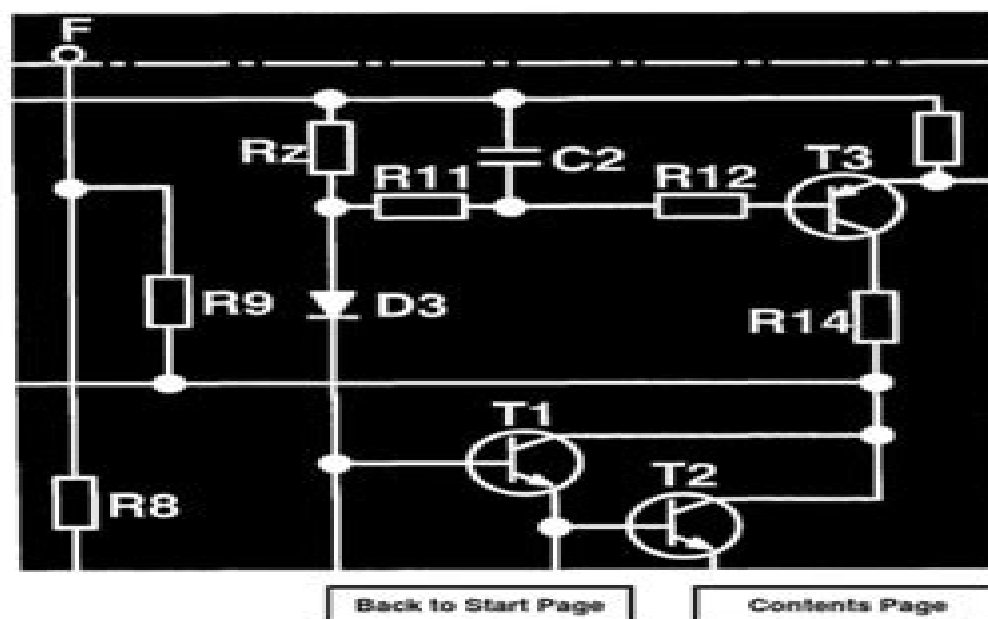 F
Rz
C2
T3
R11
R12
R9
D3
R14
T1
T2
R8
Back to Start Page
Contents Page